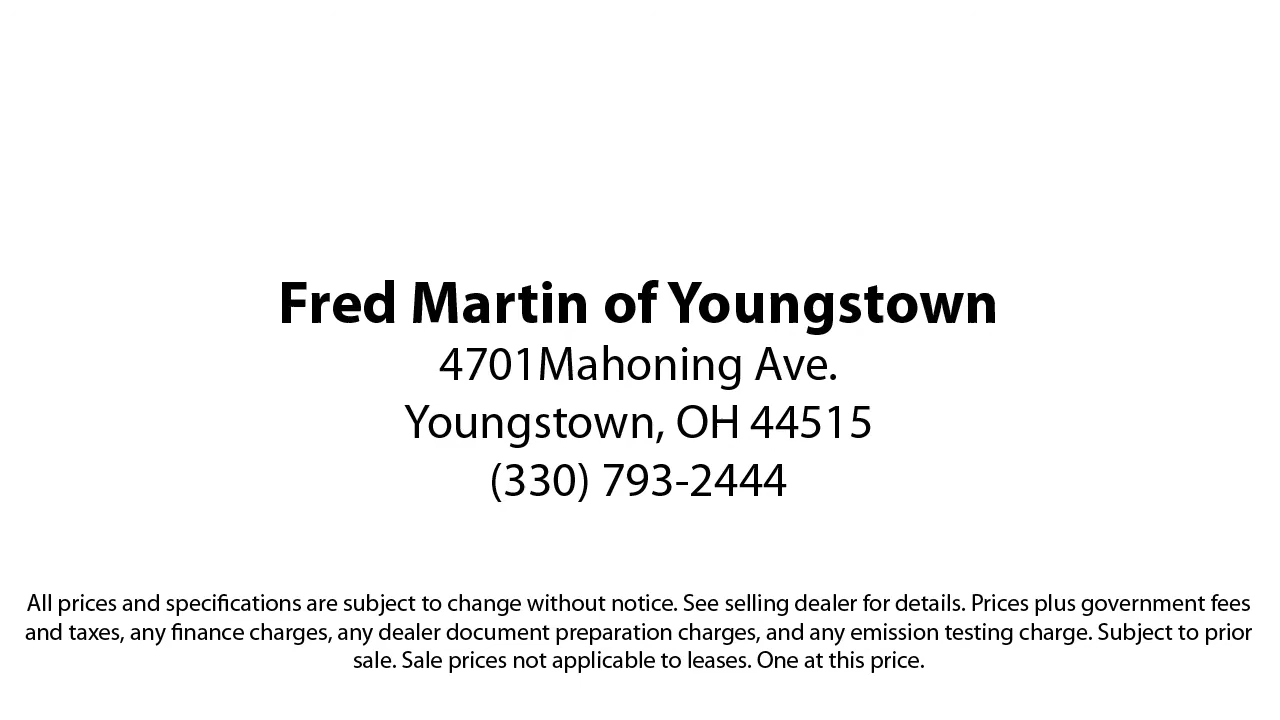 Fred Martin of Youngstown
4701Mahoning Ave.
Youngstown, OH 44515
(330) 793-2444
All prices and specifications are subject to change without notice. See selling dealer for details. Prices plus government fees
and taxes, any finance charges, any dealer document preparation charges, and any emission testing charge. Subject to prior
sale. Sale prices not applicable to leases. One at this price.